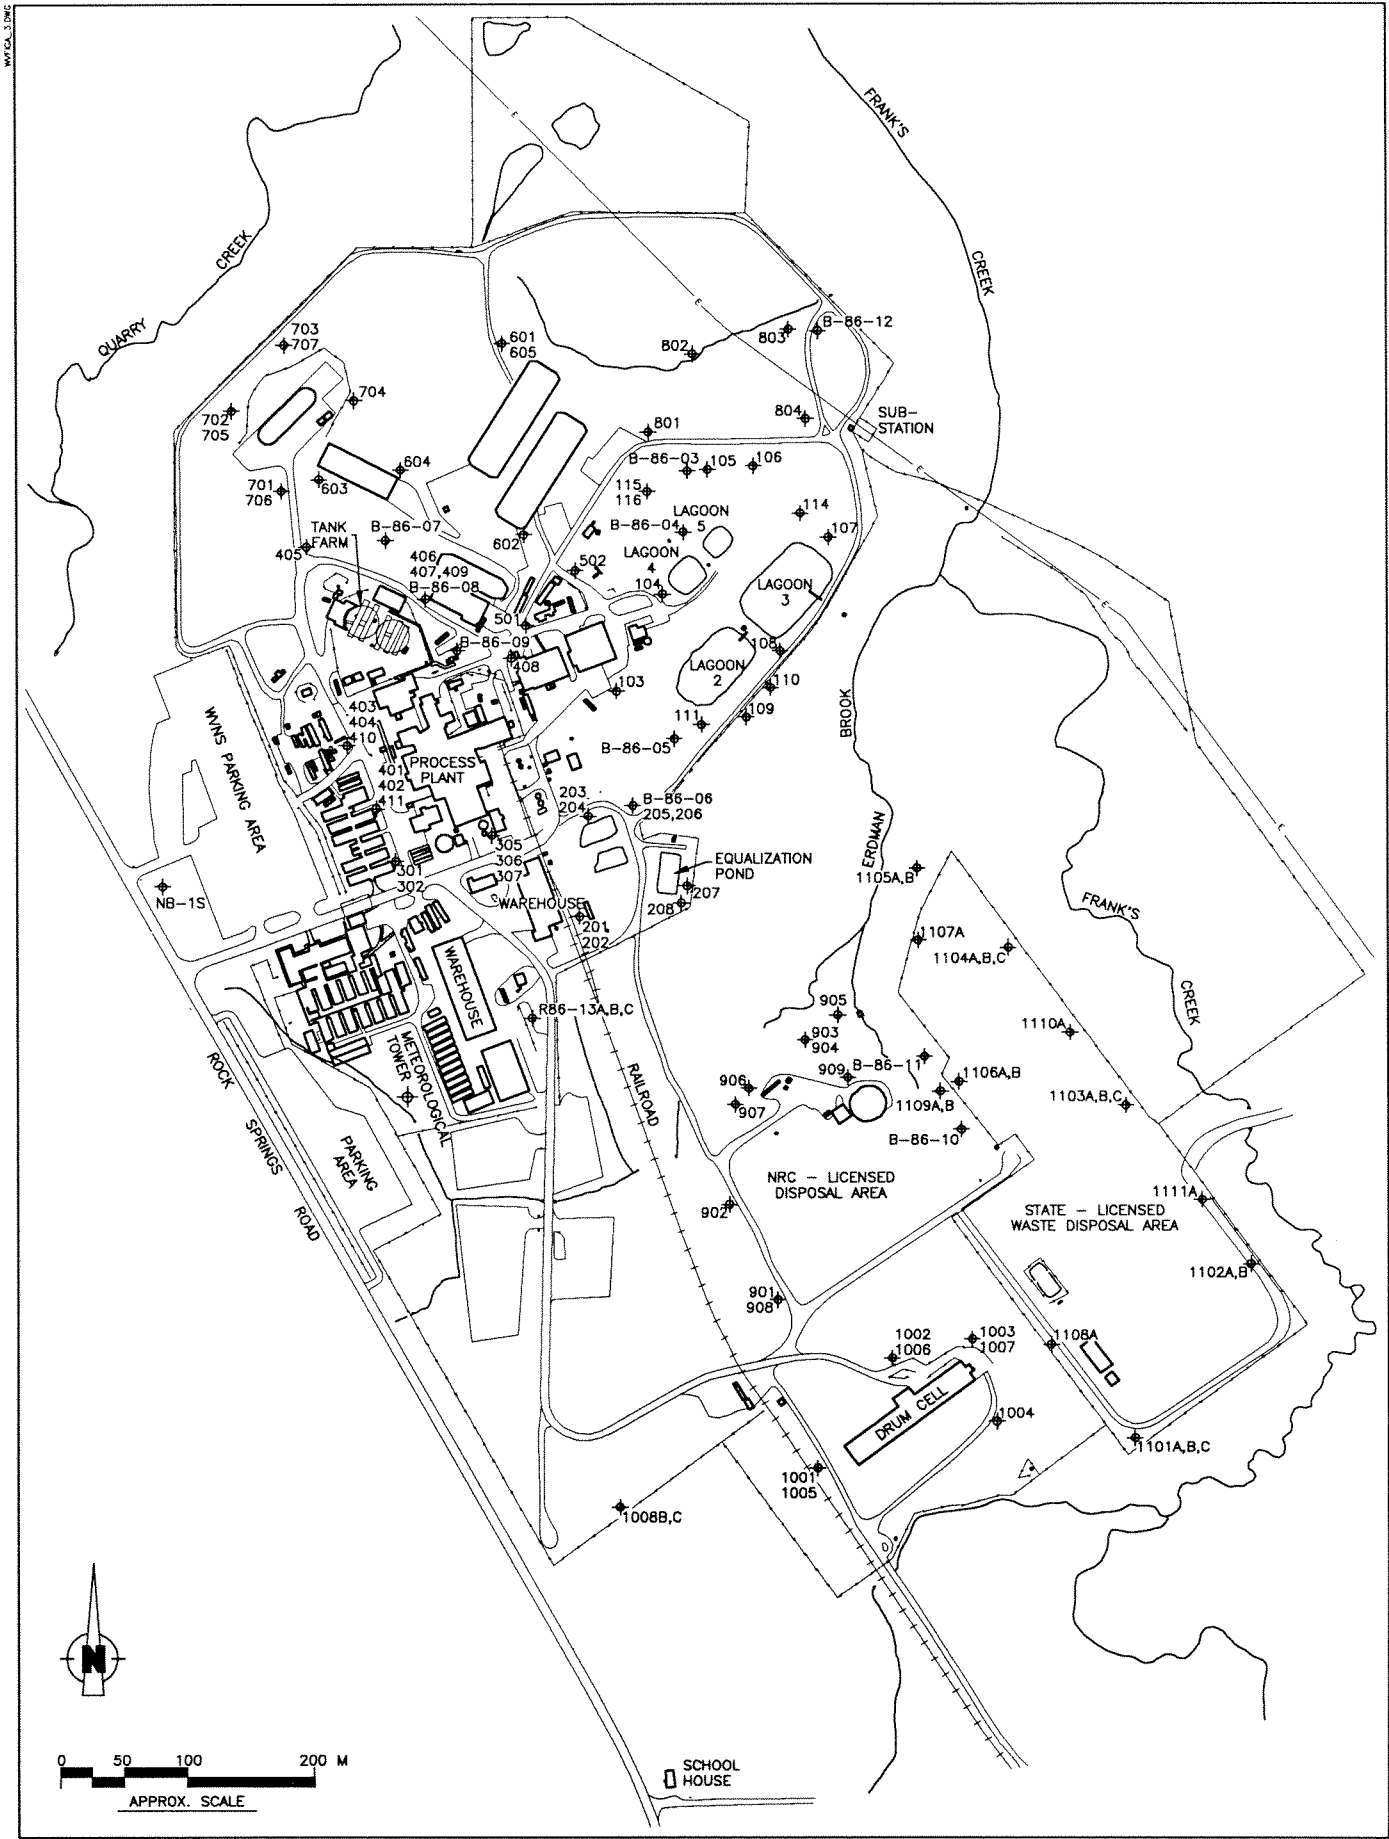 WVFIGA_3.DWG
FRANK'S
CREEK
QUARRY
CREEK
703
707
601
605
802
803
B-86-12
702
705
704
801
804
SUB-
STATION
604
603
701
706
B-86-03
105
106
115
116
114
107
TANK
FARM
405
B-86-07
602
B-86-04
LAGOON
5
406
407,409
B-86-08
502
LAGOON
4
104
LAGOON
3
501
B-86-09
408
108
LAGOON
2
110
103
109
111
B-86-05
BROOK
ERDMAN
WVNS PARKING AREA
403
404
410
401
402
411
PROCESS
PLANT
203
204
B-86-06
205,206
305
306
307
301
302
EQUALIZATION
POND
207
208
WAREHOUSE
201
202
NB-1S
1105A,B
FRANK'S
CREEK
1107A
1104A,B,C
WAREHOUSE
R86-13A,B,C
905
903
904
1110A
METEOROLOGICAL
TOWER
RAILROAD
906
907
909
B-86-11
1106A,B
1109A,B
1103A,B,C
B-86-10
ROCK
SPRINGS
ROAD
PARKING
AREA
NRC - LICENSED
DISPOSAL AREA
902
1111A
STATE - LICENSED
WASTE DISPOSAL AREA
1102A,B
901
908
1002
1006
1003
1007
1108A
DRUM CELL
1004
1101A,B,C
1001
1005
1008B,C
N
0 50 100 200 M
APPROX. SCALE
SCHOOL
HOUSE
E
E
E
E
E